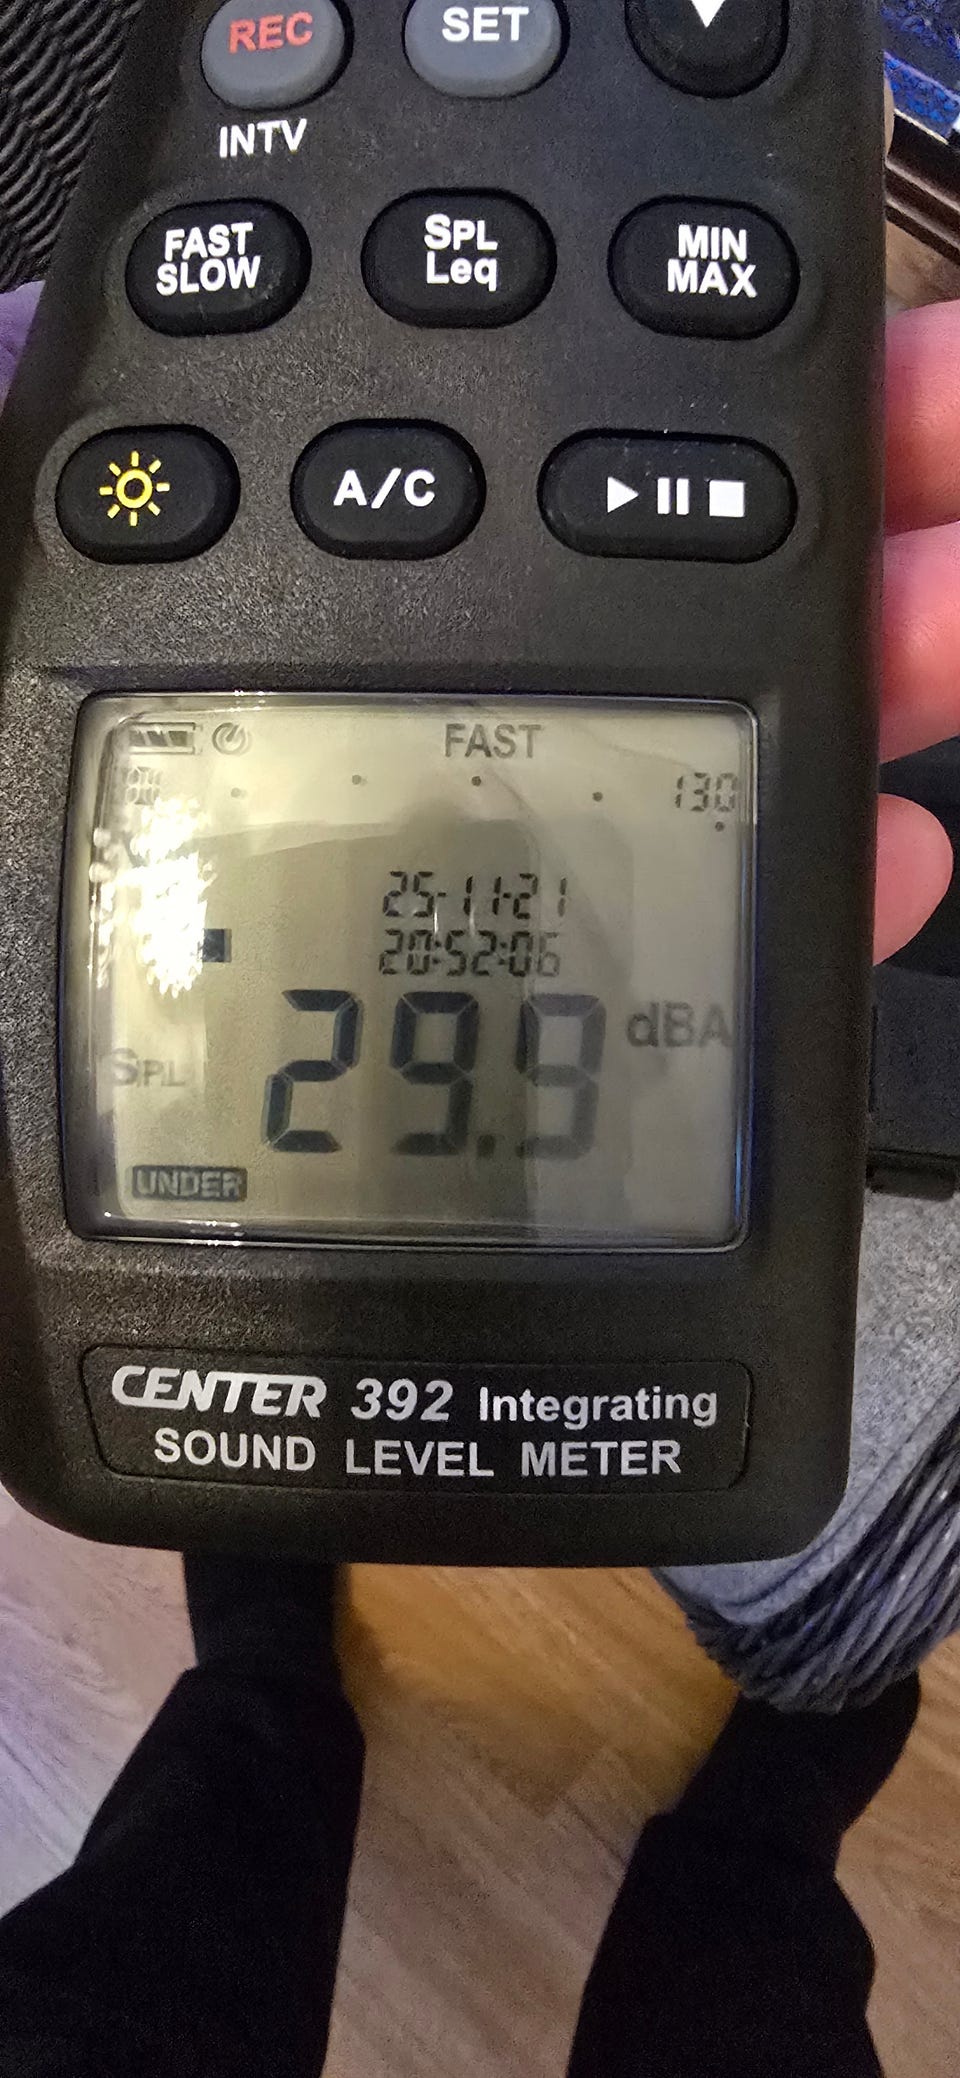 REC
SET
INTV
FAST
SLOW
SPL
Leq
MIN
MAX
A/C
FAST
130
25-11-21
20:52:06
29.9 dBA
SPL
UNDER
CENTER 392 Integrating
SOUND LEVEL METER